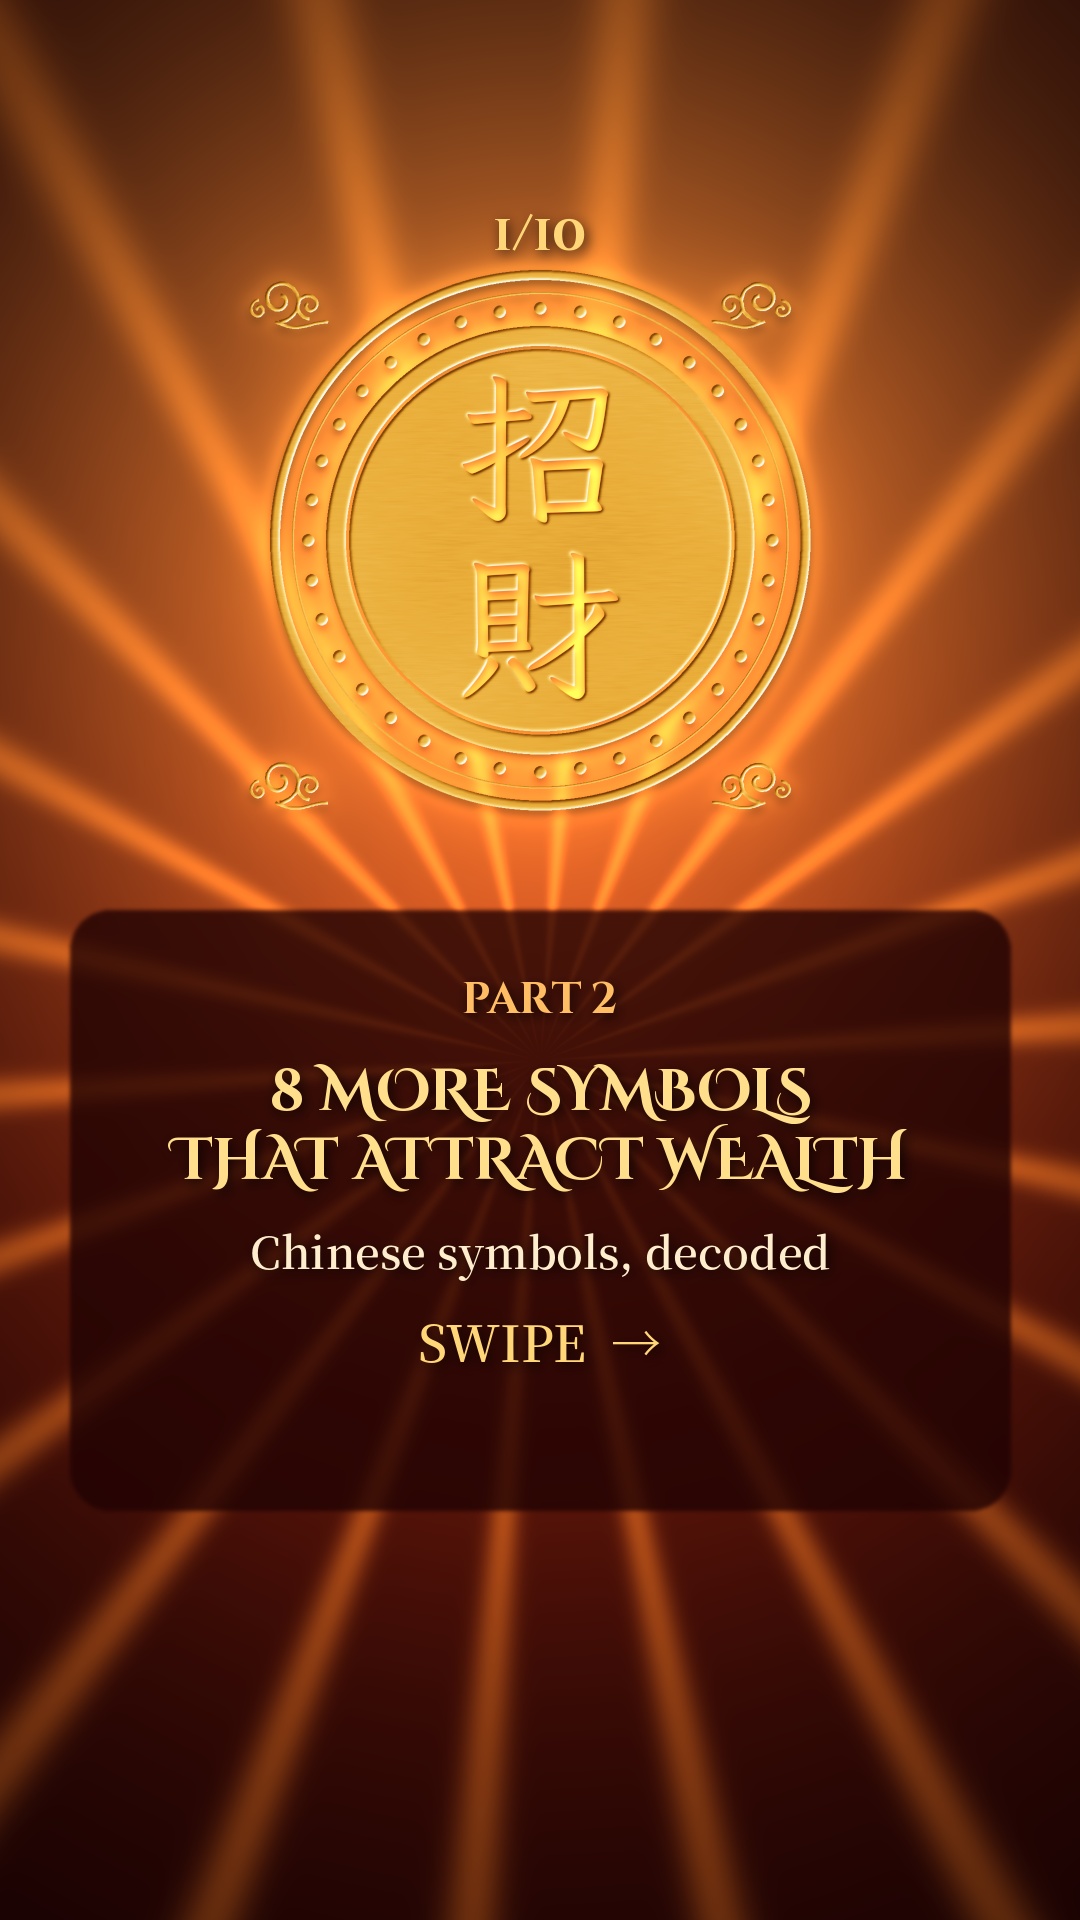 1/10
招
財
PART 2
8 MORE SYMBOLS
THAT ATTRACT WEALTH
Chinese symbols, decoded
SWIPE →